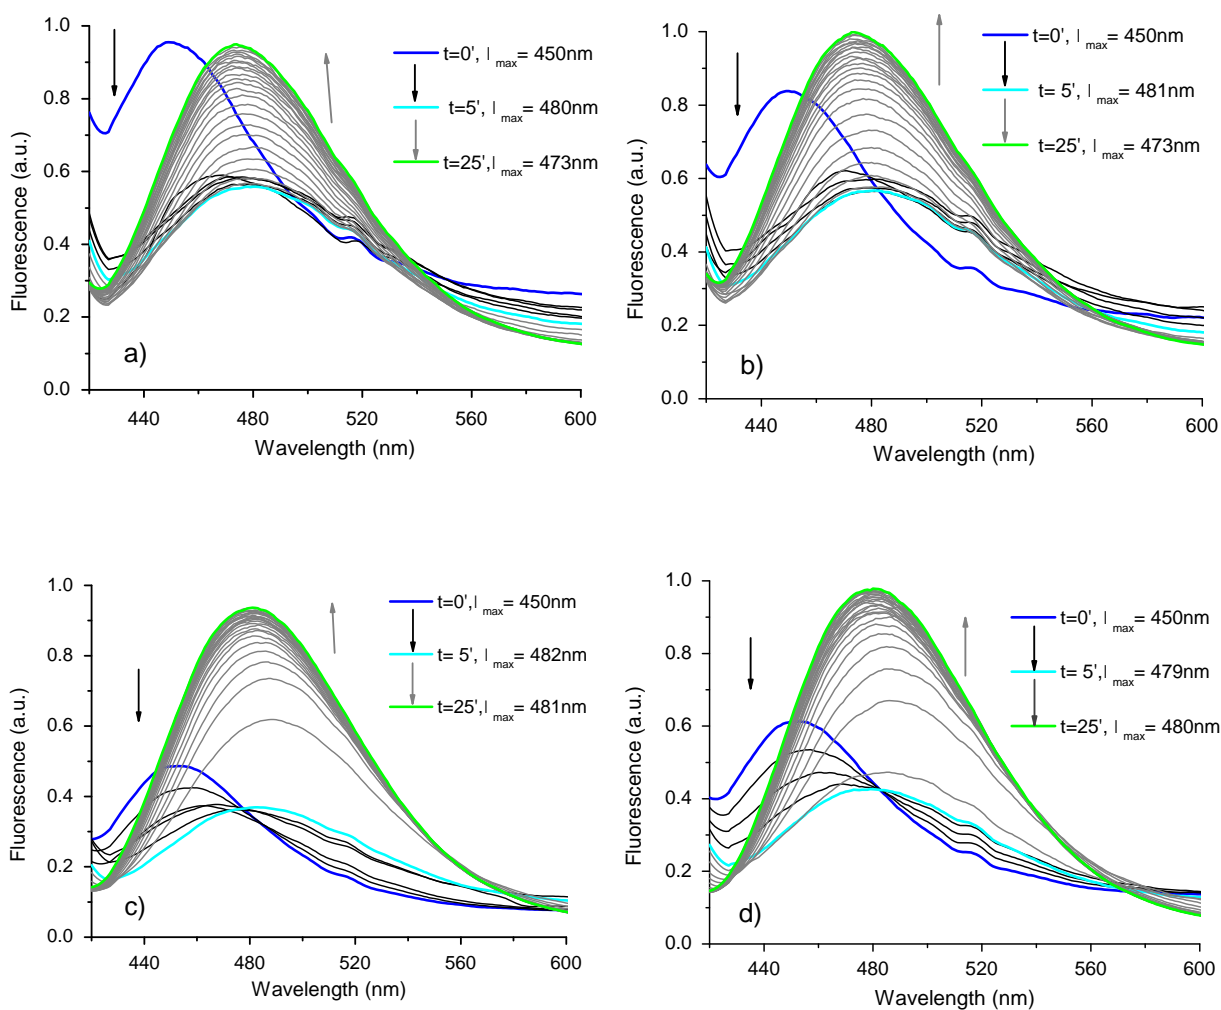 1.0
0.8
0.6
0.4
0.2
0.0
Fluorescence (a.u.)
t=0', l max= 450nm
t=5', l max= 480nm
t=25', l max= 473nm
a)
440 480 520 560 600
Wavelength (nm)
1.0
0.8
0.6
0.4
0.2
0.0
Fluorescence (a.u.)
t=0', l max= 450nm
t= 5', l max= 481nm
t=25', l max= 473nm
b)
440 480 520 560 600
Wavelength (nm)
1.0
0.8
0.6
0.4
0.2
0.0
Fluorescence (a.u.)
t=0', l max= 450nm
t= 5', l max= 482nm
t=25', l max= 481nm
c)
440 480 520 560 600
Wavelength (nm)
1.0
0.8
0.6
0.4
0.2
0.0
Fluorescence (a.u.)
t=0', l max= 450nm
t= 5', l max= 479nm
t=25', l max= 480nm
d)
440 480 520 560 600
Wavelength (nm)